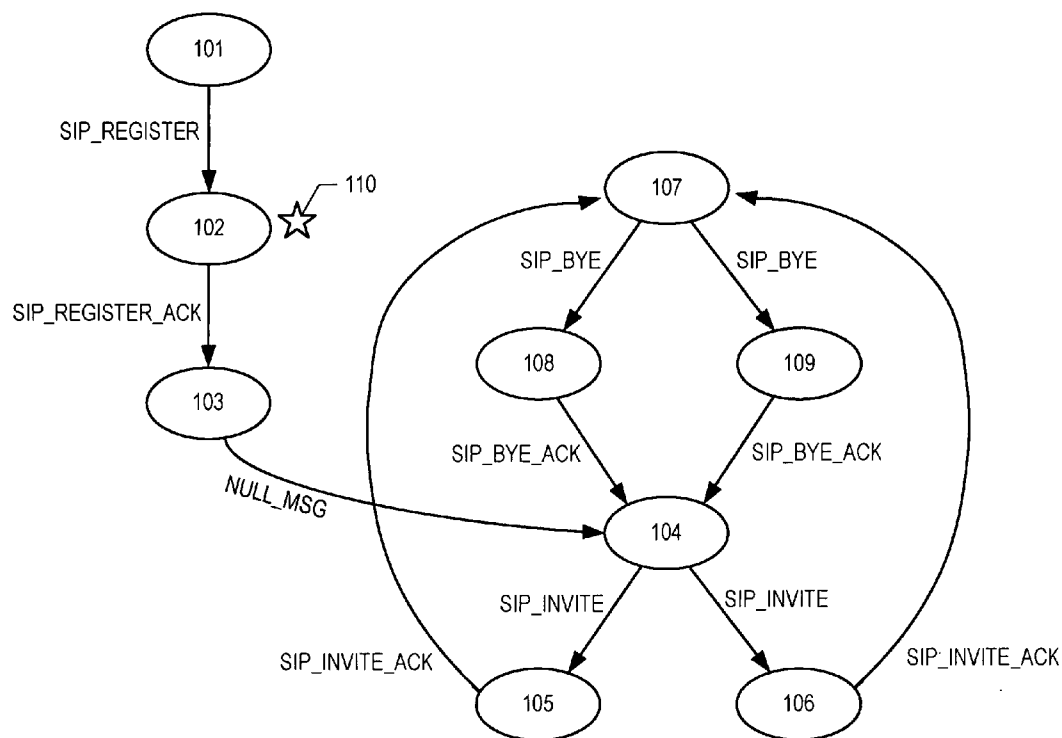 101
SIP_REGISTER
110
102
107
SIP_BYE
SIP_BYE
SIP_REGISTER_ACK
108
109
103
SIP_BYE_ACK
SIP_BYE_ACK
NULL_MSG
104
SIP_INVITE
SIP_INVITE
SIP_INVITE_ACK
SIP_INVITE_ACK
105
106